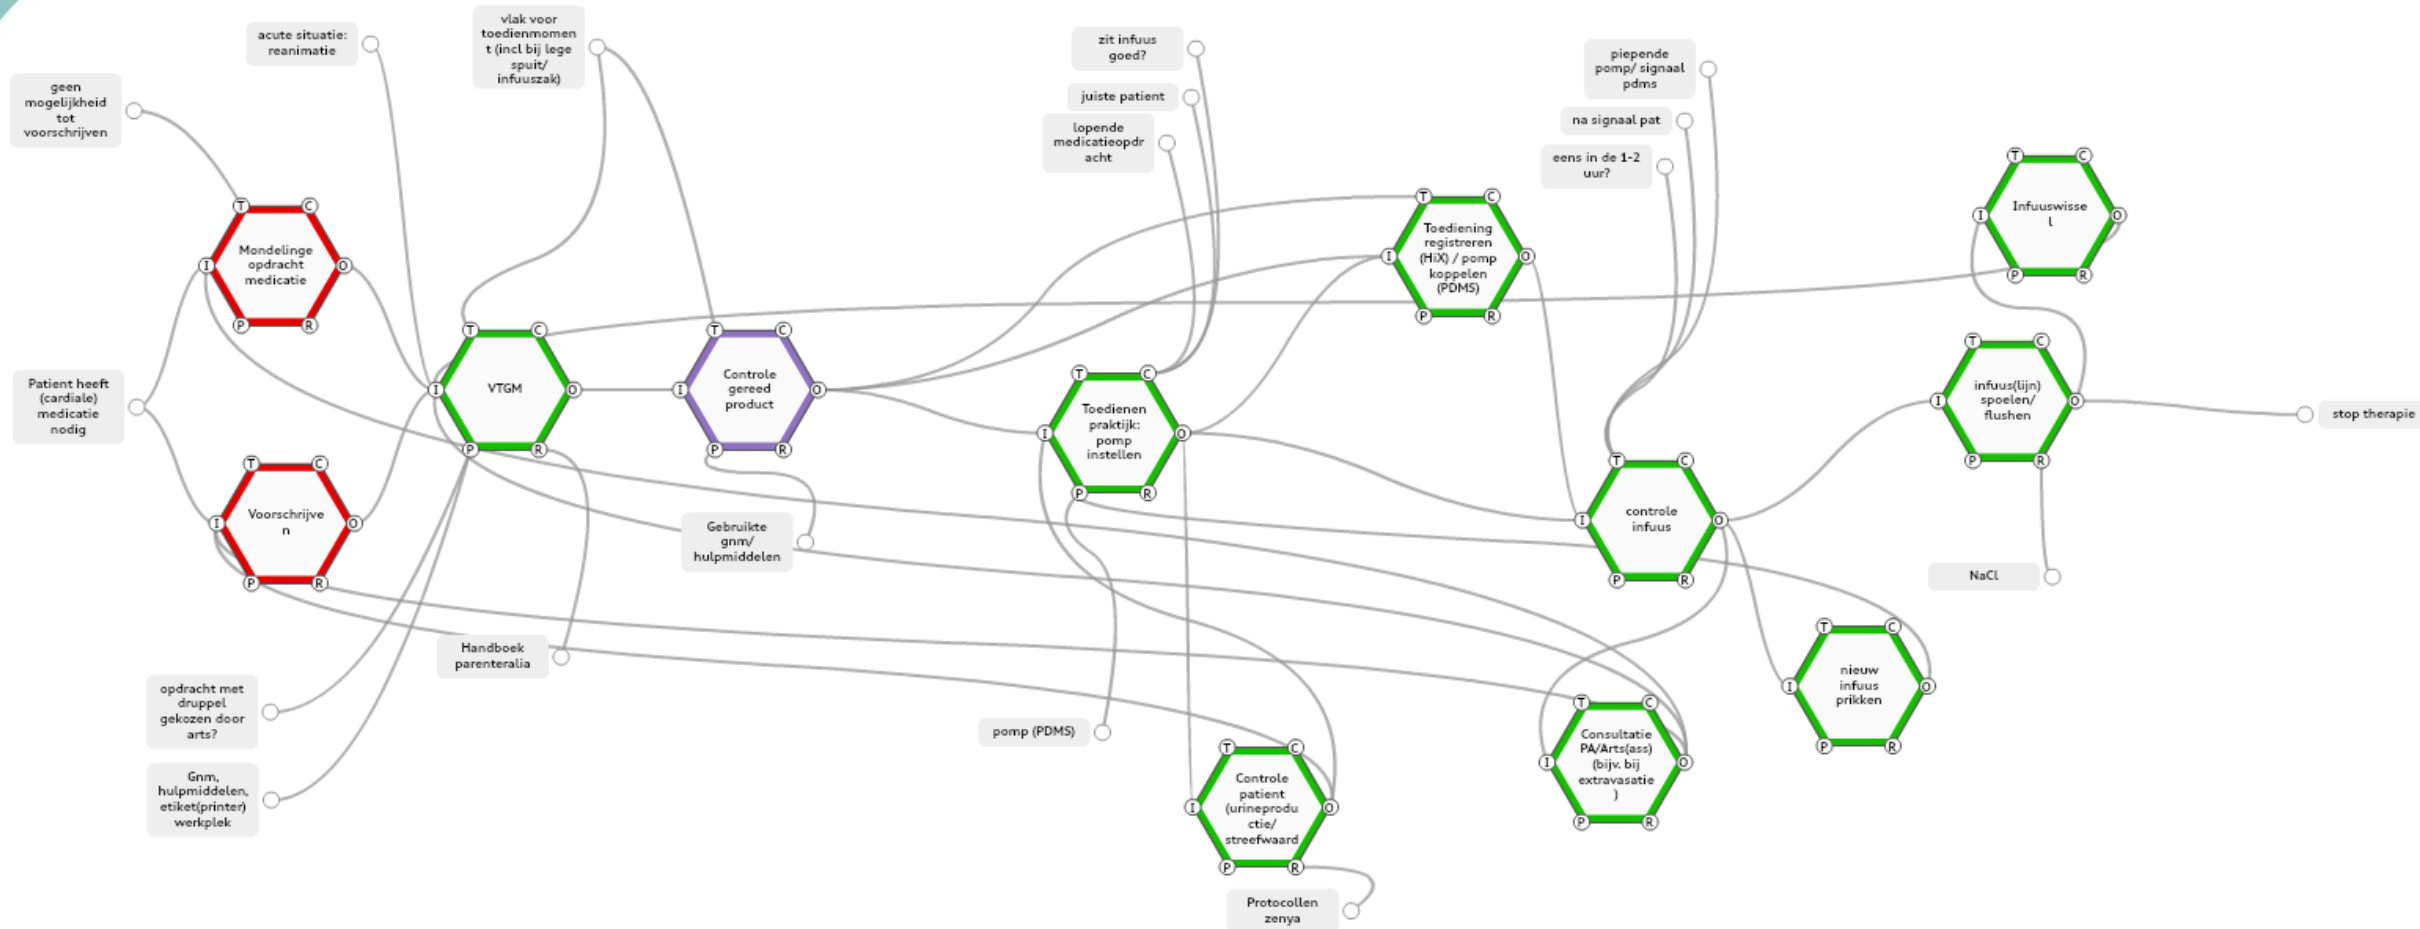 acute situatie:
reanimatie
vlak voor
toedienmomen
t (incl bij lege
spuit/
infuuszak)
geen
mogelijkheid
tot
voorschrijven
zit infuus
goed?
juiste patient
lopende
medicatieopdr
acht
piepende
pomp/ signaal
pdms
na signaal pat
eens in de 1-2
uur?
T C
Mondelinge
opdracht
medicatie
I O
P R
T C
Toediening
registreren
(HiX) / pomp
koppelen
(PDMS)
I O
P R
T C
Infuuswisse
l
I O
P R
Patient heeft
(cardiale)
medicatie
nodig
T C
VTGM
I O
P R
T C
Controle
gereed
product
I O
P R
T C
Toedienen
praktijk:
pomp
instellen
I O
P R
T C
infuus(lijn)
spoelen/
flushen
I O
P R
stop therapie
T C
Voorschrijve
n
I O
P R
Gebruikte
gnm/
hulpmiddelen
T C
controle
infuus
I O
P R
NaCl
Handboek
parenteralia
opdracht met
druppel
gekozen door
arts?
Gnm,
hulpmiddelen,
etiket(printer)
werkplek
pomp (PDMS)
T C
Controle
patient
(urineprodu
ctie/
streefwaard
I O
P R
Protocollen
zenya
T C
Consultatie
PA/Arts(ass)
(bijv. bij
extravasatie
)
I O
P R
T C
nieuw
infuus
prikken
I O
P R